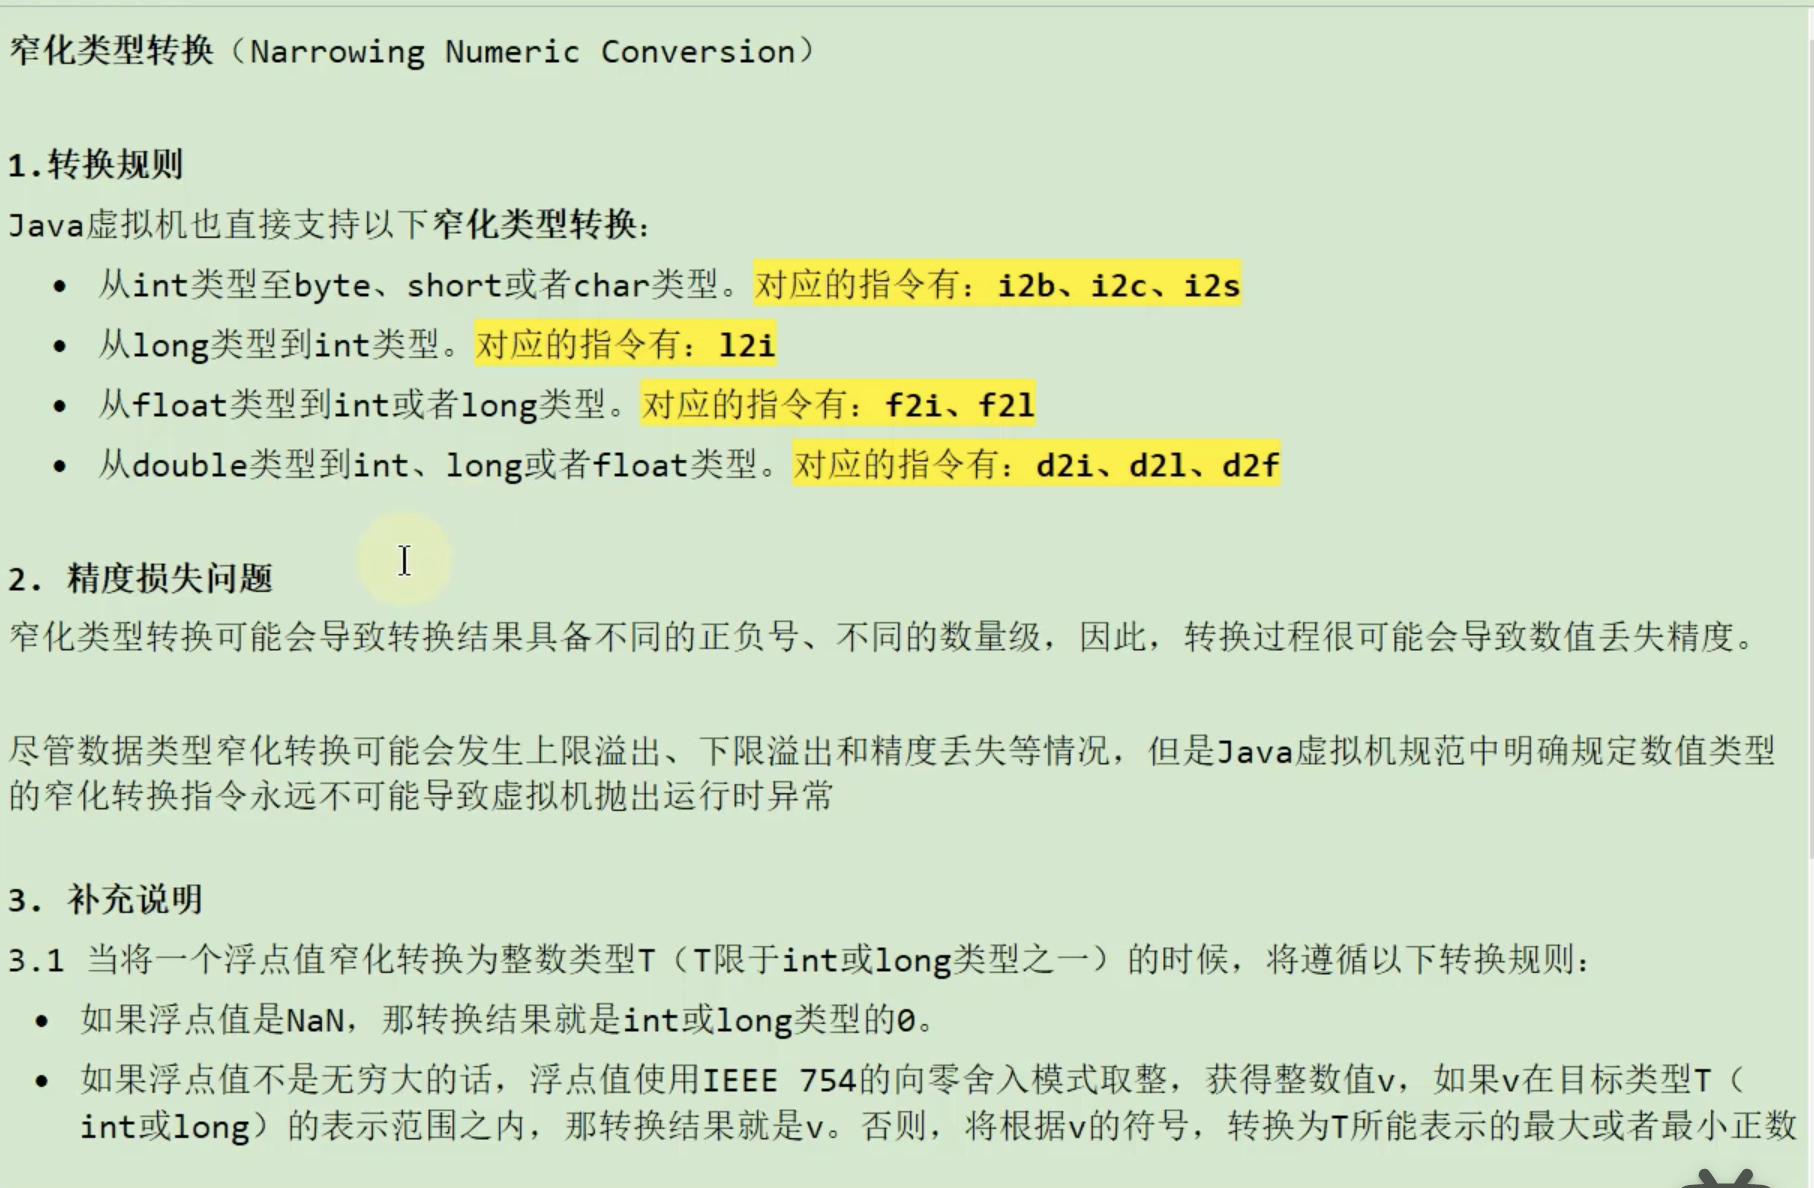 窄化类型转换（Narrowing Numeric Conversion）
1.转换规则
Java虚拟机也直接支持以下窄化类型转换：
• 从int类型至byte、short或者char类型。对应的指令有：i2b、i2c、i2s
• 从long类型到int类型。对应的指令有：l2i
• 从float类型到int或者long类型。对应的指令有：f2i、f2l
• 从double类型到int、long或者float类型。对应的指令有：d2i、d2l、d2f
2. 精度损失问题
窄化类型转换可能会导致转换结果具备不同的正负号、不同的数量级，因此，转换过程很可能会导致数值丢失精度。
尽管数据类型窄化转换可能会发生上限溢出、下限溢出和精度丢失等情况，但是Java虚拟机规范中明确规定数值类型
的窄化转换指令永远不可能导致虚拟机抛出运行时异常
3. 补充说明
3.1 当将一个浮点值窄化转换为整数类型T（T限于int或long类型之一）的时候，将遵循以下转换规则：
• 如果浮点值是NaN，那转换结果就是int或long类型的0。
• 如果浮点值不是无穷大的话，浮点值使用IEEE 754的向零舍入模式取整，获得整数值v，如果v在目标类型T（
int或long）的表示范围之内，那转换结果就是v。否则，将根据v的符号，转换为T所能表示的最大或者最小正数